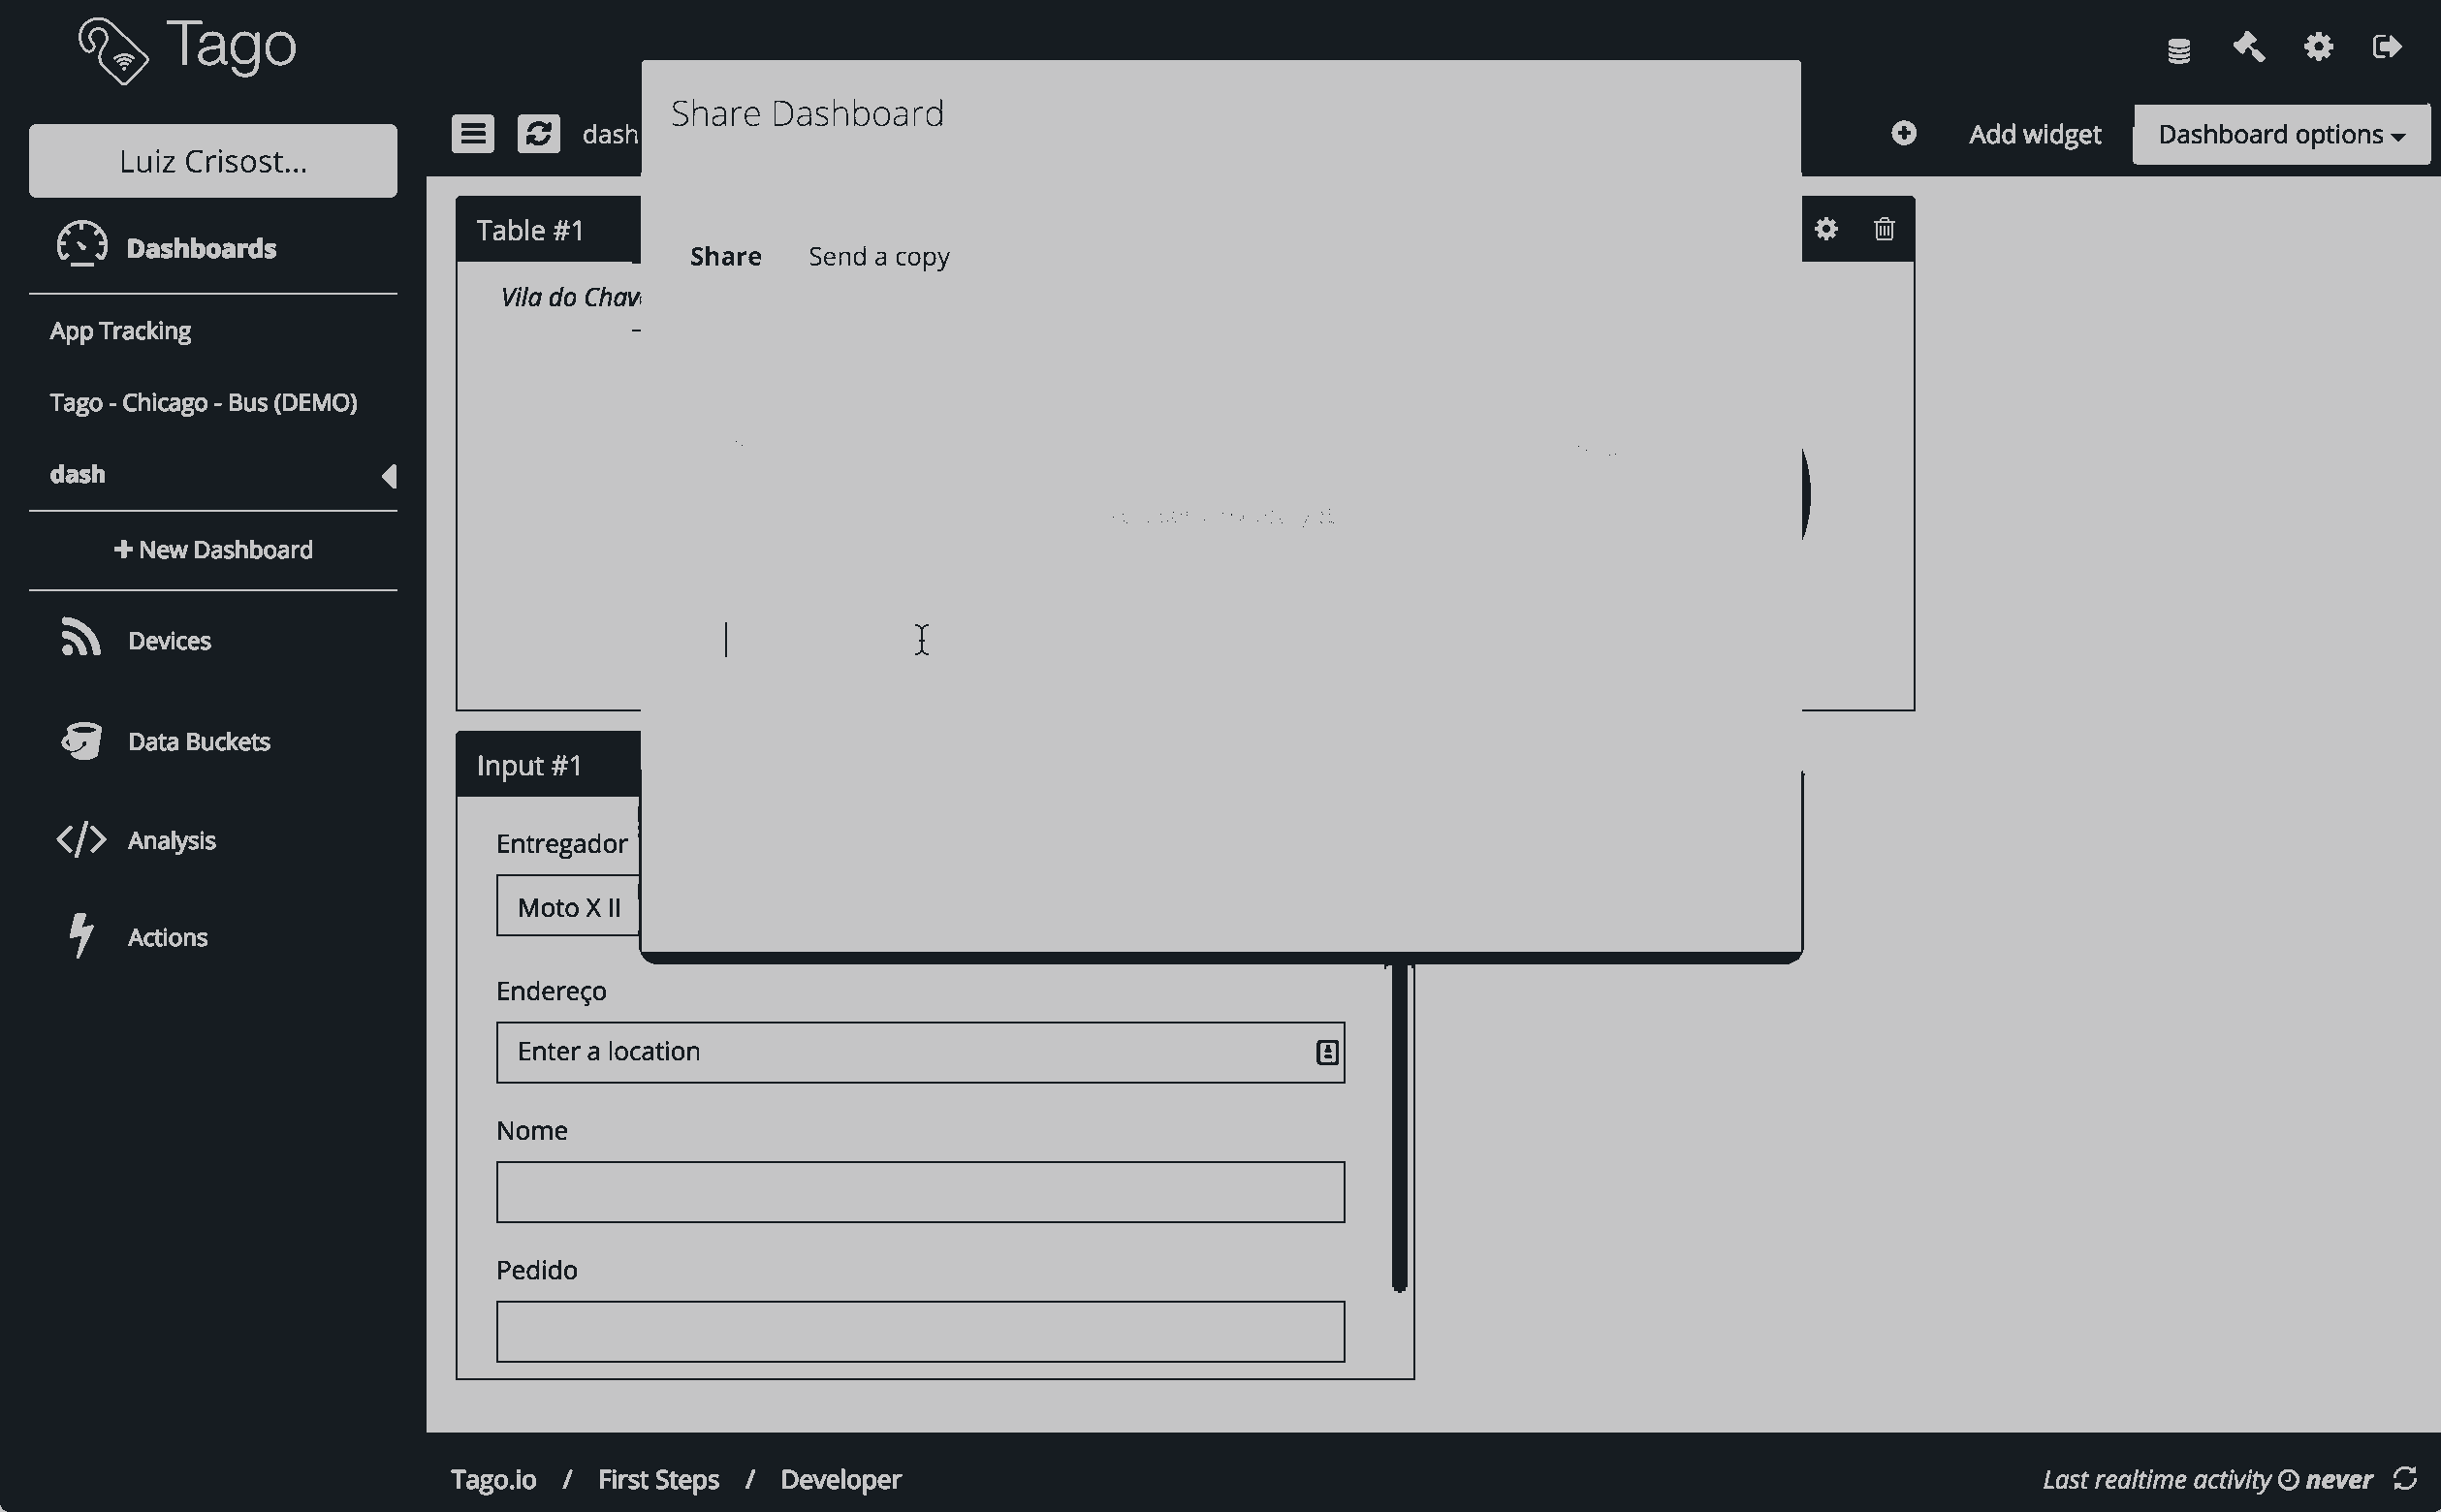 Tago
Luiz Crisost...
Dashboards
App Tracking
Tago - Chicago - Bus (DEMO)
dash
New Dashboard
Devices
Data Buckets
Analysis
Actions
dash
Add widget
Dashboard options
Share Dashboard
Share Send a copy
Table #1
Vila do Chav
Input #1
Entregador
Moto X II
Endereço
Enter a location
Nome
Pedido
Tago.io / First Steps / Developer
Last realtime activity never